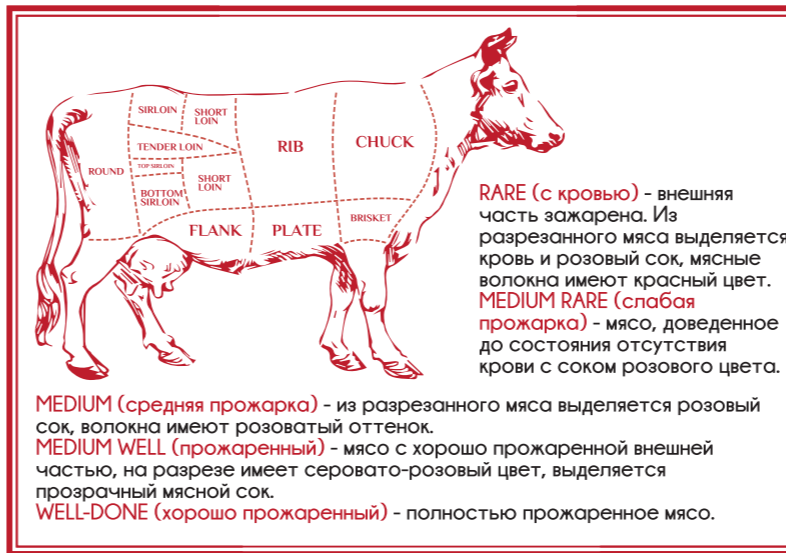 SIRLOIN
SHORT
LOIN
TENDER LOIN
TOP SIRLOIN
ROUND
BOTTOM
SIRLOIN
SHORT
LOIN
RIB
CHUCK
FLANK
PLATE
BRISKET
RARE (с кровью) - внешняя
часть зажарена. Из
разрезанного мяса выделяется
кровь и розовый сок, мясные
волокна имеют красный цвет.
MEDIUM RARE (слабая
прожарка) - мясо, доведенное
до состояния отсутствия
крови с соком розового цвета.
MEDIUM (средняя прожарка) - из разрезанного мяса выделяется розовый
сок, волокна имеют розоватый оттенок.
MEDIUM WELL (прожаренный) - мясо с хорошо прожаренной внешней
частью, на разрезе имеет серовато-розовый цвет, выделяется
прозрачный мясной сок.
WELL-DONE (хорошо прожаренный) - полностью прожаренное мясо.